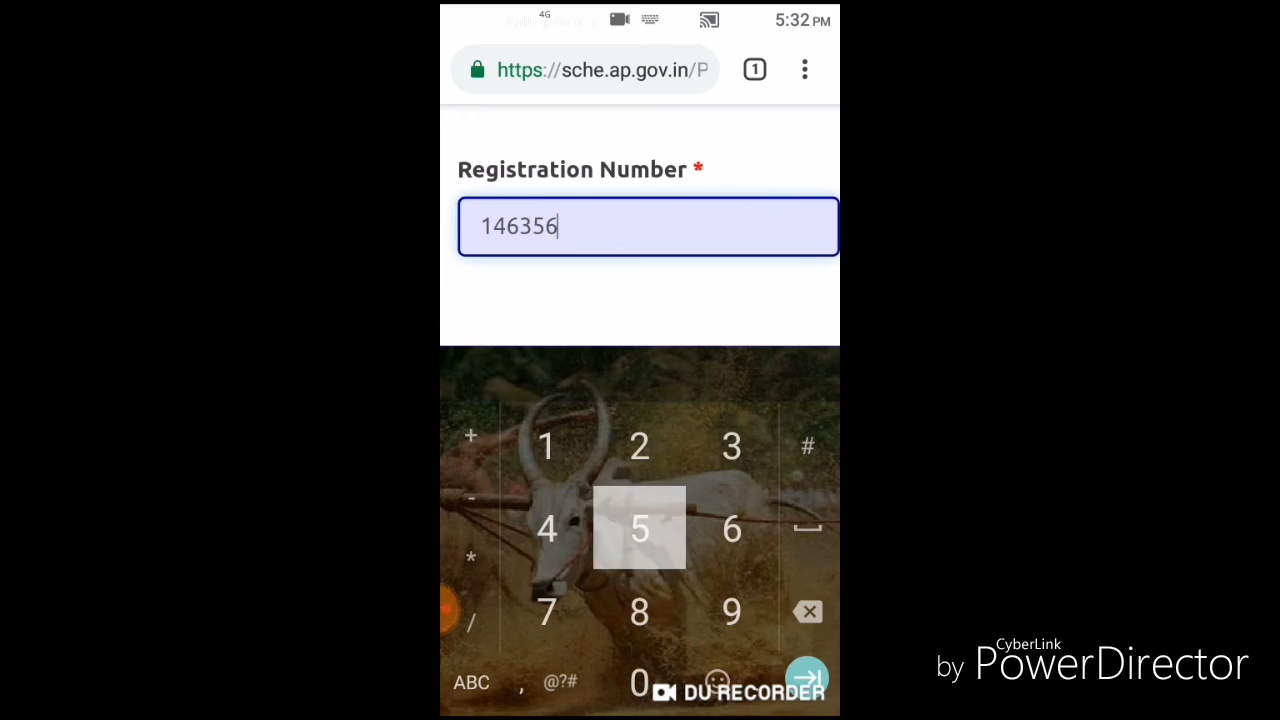 4G
5:32 PM
https://sche.ap.gov.in/P
1
Registration Number *
146356
+ 1 2 3 #
- 4 5 6
* 7 8 9
/
ABC , @?# 0
DU RECORDER
CyberLink
by PowerDirector